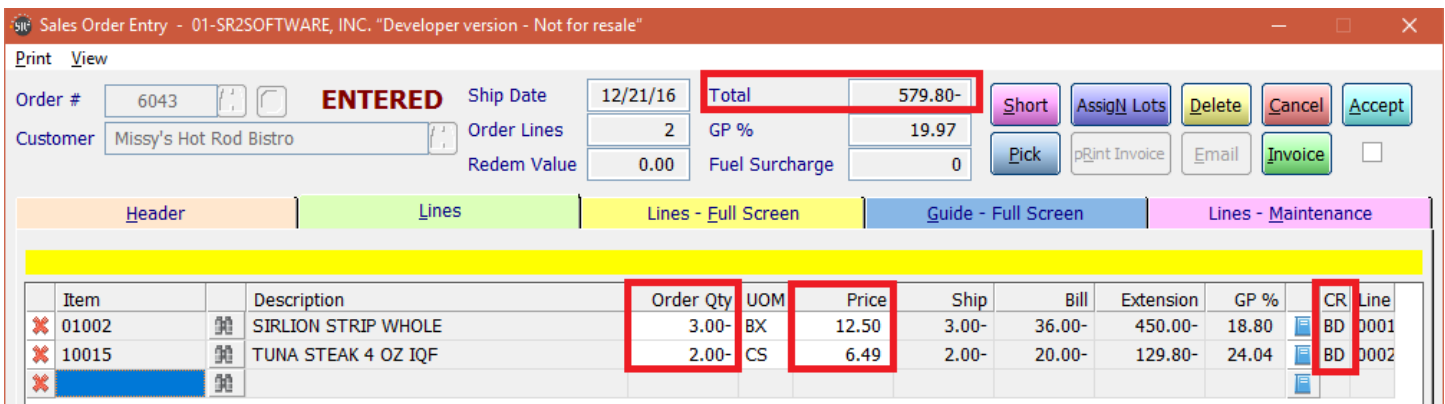 Sales Order Entry - 01-SR2SOFTWARE, INC. "Developer version - Not for resale"
Print View
Order # 6043 ENTERED Ship Date 12/21/16 Total 579.80- Short AssigN Lots Delete Cancel Accept
Customer Missy's Hot Rod Bistro Order Lines 2 GP % 19.97
Redem Value 0.00 Fuel Surcharge 0 Pick pRint Invoice Email Invoice
Header Lines Lines - Full Screen Guide - Full Screen Lines - Maintenance
Item Description Order Qty UOM Price Ship Bill Extension GP % CR Line
01002 SIRLION STRIP WHOLE 3.00- BX 12.50 3.00- 36.00- 450.00- 18.80 BD 0001
10015 TUNA STEAK 4 OZ IQF 2.00- CS 6.49 2.00- 20.00- 129.80- 24.04 BD 0002